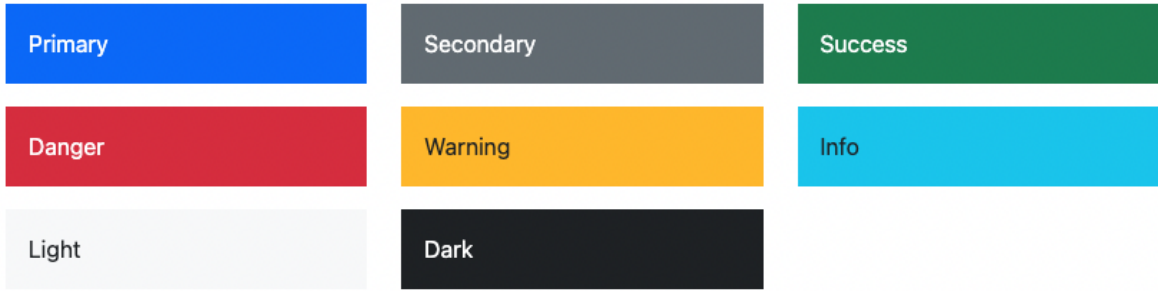 Primary
Secondary
Success
Danger
Warning
Info
Light
Dark